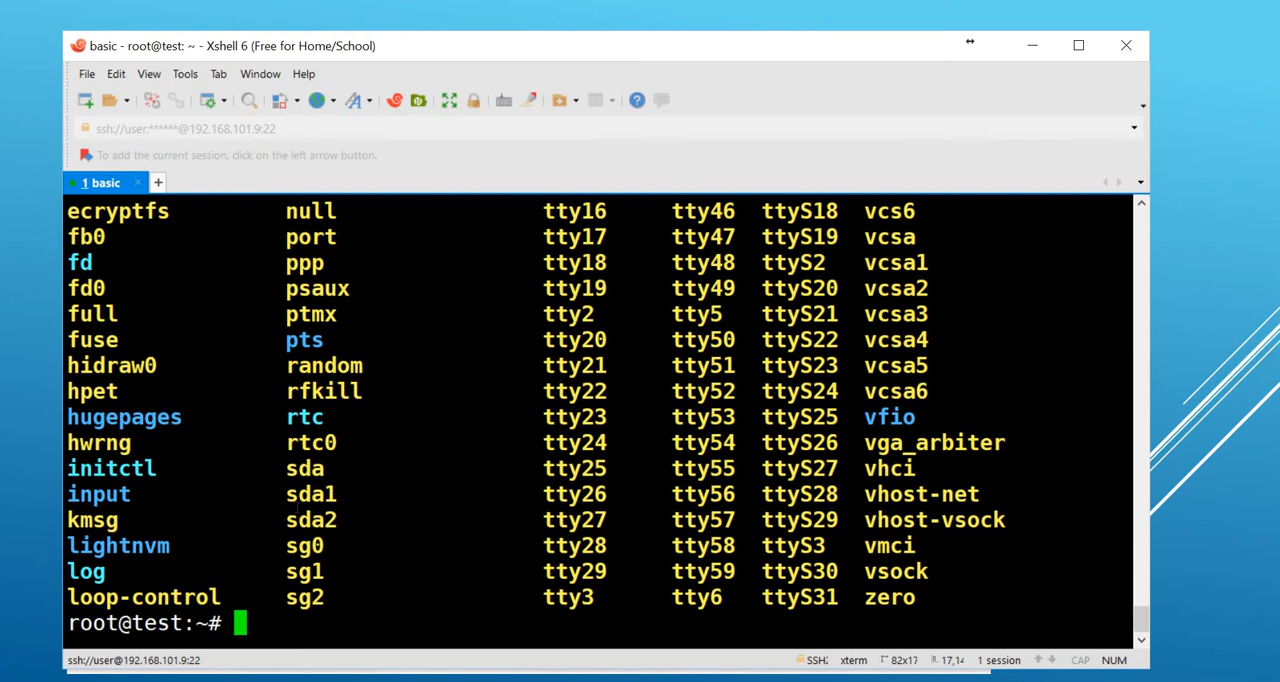 basic - root@test: ~ - Xshell 6 (Free for Home/School)
File Edit View Tools Tab Window Help
ssh://user:******@192.168.101.9:22
To add the current session, click on the left arrow button.
1 basic
ecryptfs null tty16 tty46 ttyS18 vcs6
fb0 port tty17 tty47 ttyS19 vcsa
fd ppp tty18 tty48 ttyS2 vcsa1
fd0 psaux tty19 tty49 ttyS20 vcsa2
full ptmx tty2 tty5 ttyS21 vcsa3
fuse pts tty20 tty50 ttyS22 vcsa4
hidraw0 random tty21 tty51 ttyS23 vcsa5
hpet rfkill tty22 tty52 ttyS24 vcsa6
hugepages rtc tty23 tty53 ttyS25 vfio
hwrng rtc0 tty24 tty54 ttyS26 vga_arbiter
initctl sda tty25 tty55 ttyS27 vhci
input sda1 tty26 tty56 ttyS28 vhost-net
kmsg sda2 tty27 tty57 ttyS29 vhost-vsock
lightnvm sg0 tty28 tty58 ttyS3 vmci
log sg1 tty29 tty59 ttyS30 vsock
loop-control sg2 tty3 tty6 ttyS31 zero
root@test:~#
ssh://user@192.168.101.9:22 SSH2 xterm 82x17 17,14 1 session CAP NUM